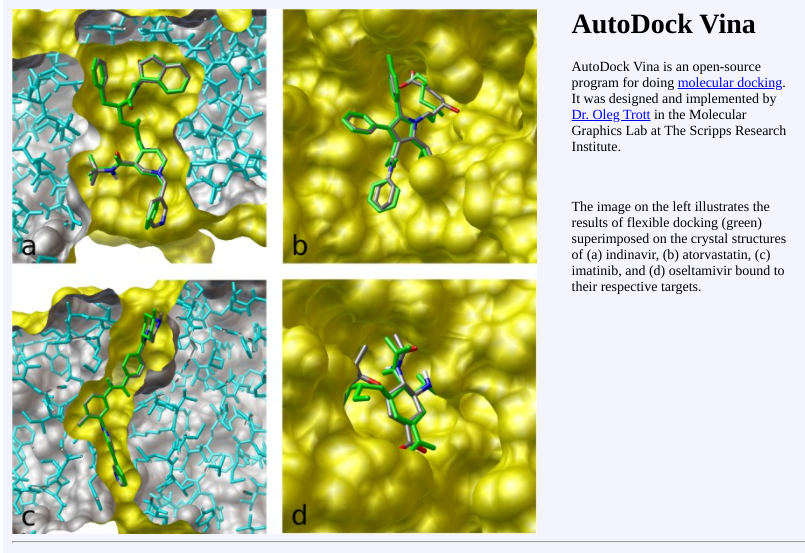 a
b
c
d
AutoDock Vina
AutoDock Vina is an open-source
program for doing molecular docking.
It was designed and implemented by
Dr. Oleg Trott in the Molecular
Graphics Lab at The Scripps Research
Institute.
The image on the left illustrates the
results of flexible docking (green)
superimposed on the crystal structures
of (a) indinavir, (b) atorvastatin, (c)
imatinib, and (d) oseltamivir bound to
their respective targets.